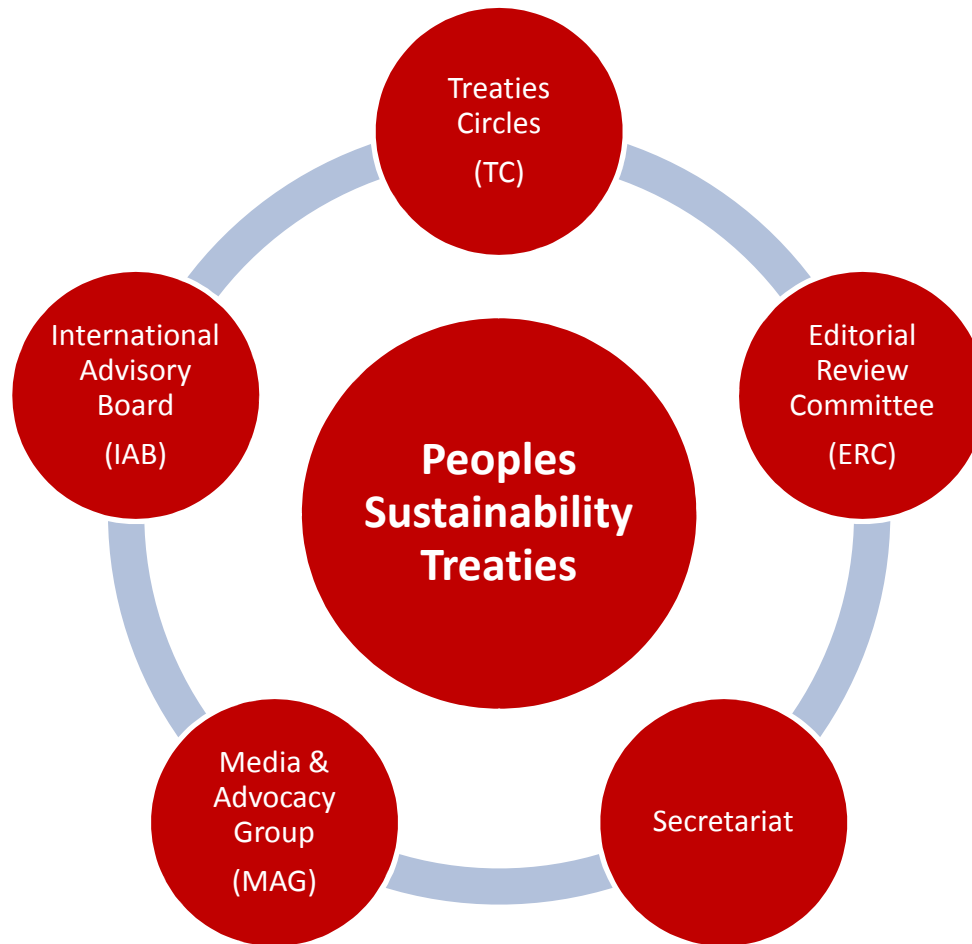 Treaties
Circles
(TC)
International
Advisory
Board
(IAB)
Editorial
Review
Committee
(ERC)
Peoples
Sustainability
Treaties
Media &
Advocacy
Group
(MAG)
Secretariat